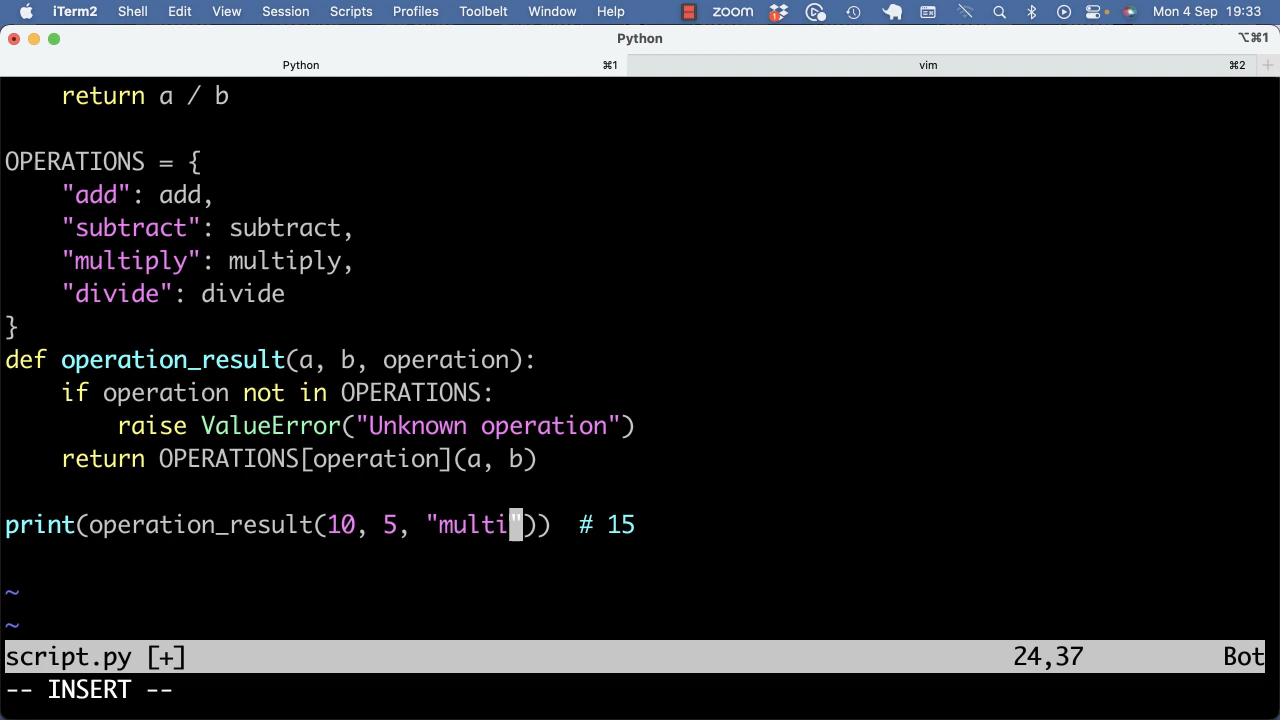 iTerm2 Shell Edit View Session Scripts Profiles Toolbelt Window Help zoom 1 Mon 4 Sep 19:33
Python ⌥⌘1
Python ⌘1 vim ⌘2 +
    return a / b
OPERATIONS = {
    "add": add,
    "subtract": subtract,
    "multiply": multiply,
    "divide": divide
}
def operation_result(a, b, operation):
    if operation not in OPERATIONS:
        raise ValueError("Unknown operation")
    return OPERATIONS[operation](a, b)
print(operation_result(10, 5, "multi"))  # 15
~
~
script.py [+] 24,37 Bot
-- INSERT --